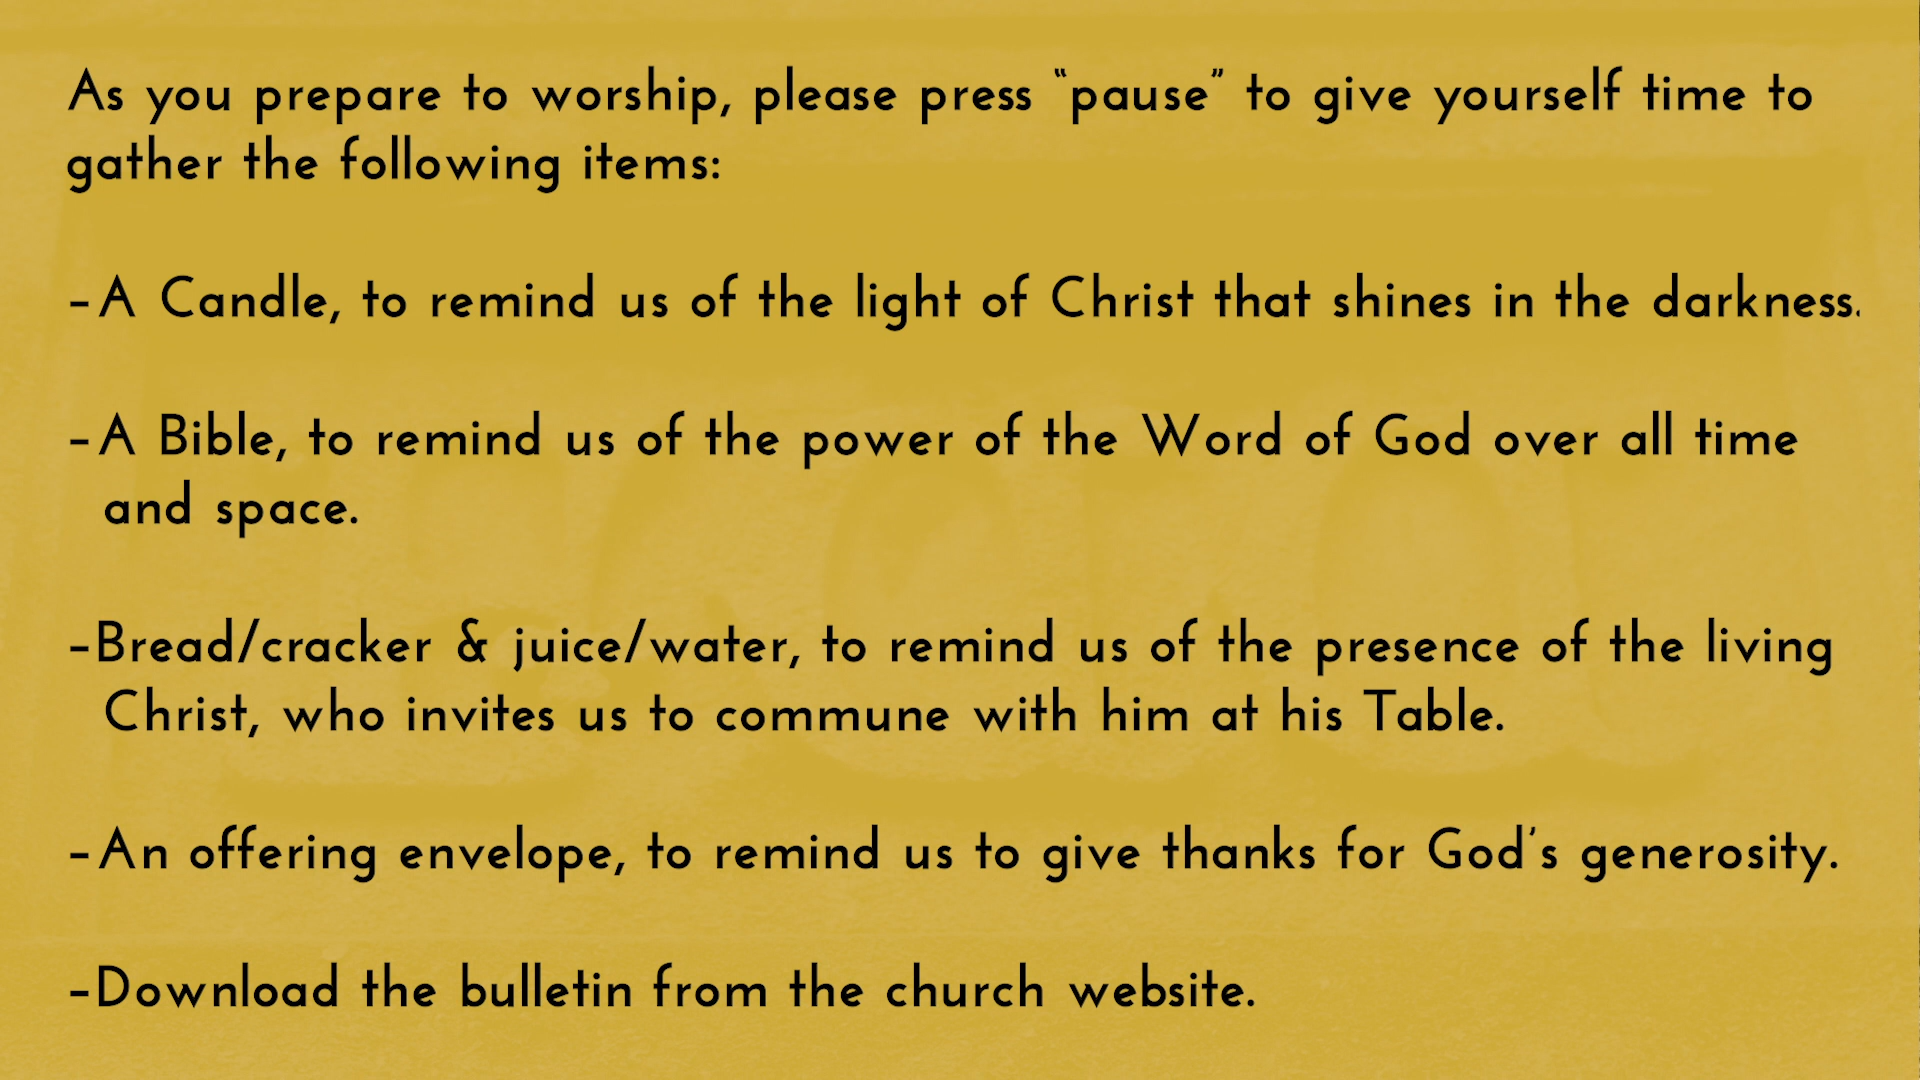 As you prepare to worship, please press “pause” to give yourself time to
gather the following items:
-A Candle, to remind us of the light of Christ that shines in the darkness.
-A Bible, to remind us of the power of the Word of God over all time
and space.
-Bread/cracker & juice/water, to remind us of the presence of the living
Christ, who invites us to commune with him at his Table.
-An offering envelope, to remind us to give thanks for God’s generosity.
-Download the bulletin from the church website.